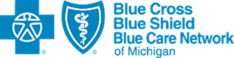 Blue Cross
Blue Shield
Blue Care Network
of Michigan